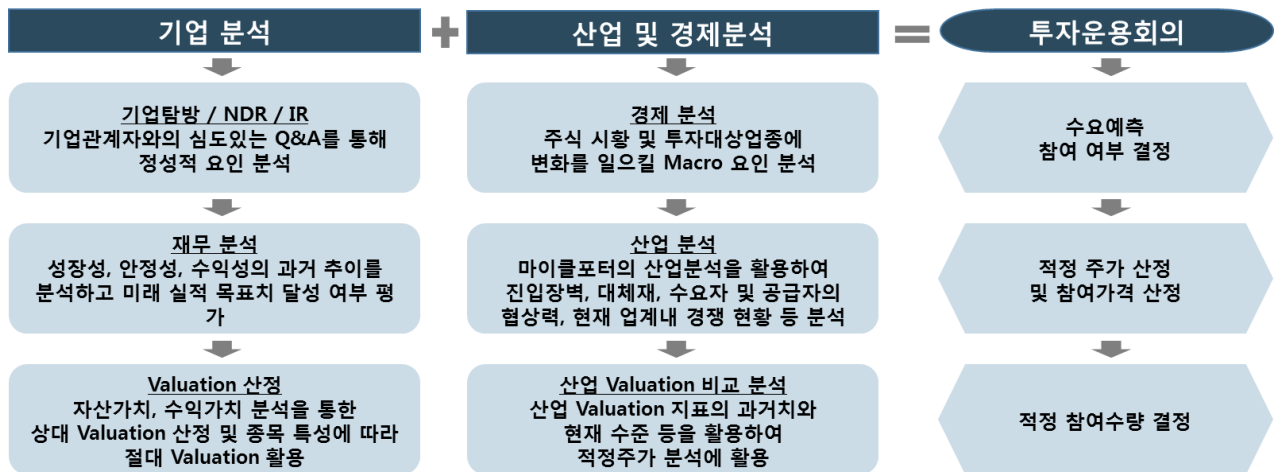 기업 분석
+
산업 및 경제분석
=
투자운용회의
기업탐방 / NDR / IR
기업관계자와의 심도있는 Q&A를 통해
정성적 요인 분석
경제 분석
주식 시황 및 투자대상업종에
변화를 일으킬 Macro 요인 분석
수요예측
참여 여부 결정
재무 분석
성장성, 안정성, 수익성의 과거 추이를
분석하고 미래 실적 목표치 달성 여부 평
가
산업 분석
마이클포터의 산업분석을 활용하여
진입장벽, 대체재, 수요자 및 공급자의
협상력, 현재 업계내 경쟁 현황 등 분석
적정 주가 산정
및 참여가격 산정
Valuation 산정
자산가치, 수익가치 분석을 통한
상대 Valuation 산정 및 종목 특성에 따라
절대 Valuation 활용
산업 Valuation 비교 분석
산업 Valuation 지표의 과거치와
현재 수준 등을 활용하여
적정주가 분석에 활용
적정 참여수량 결정